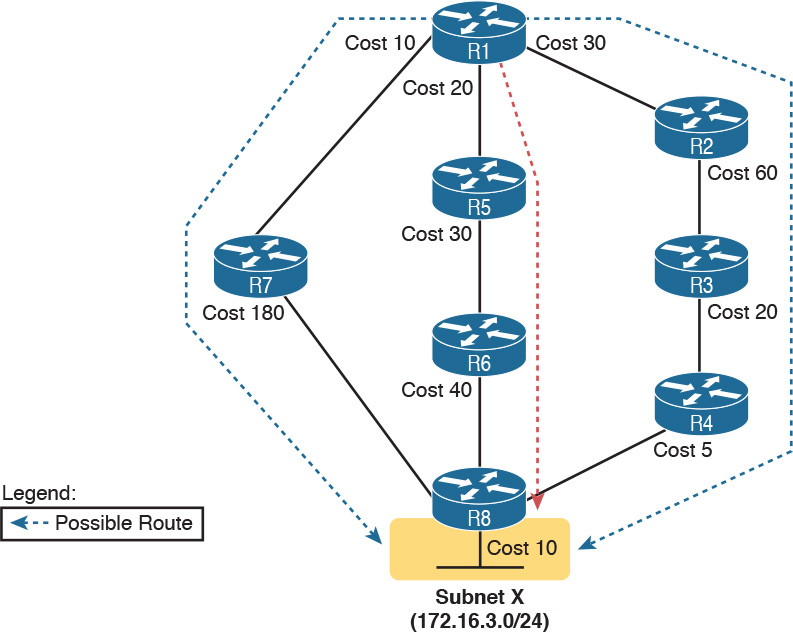 R1
Cost 10
Cost 30
Cost 20
R2
Cost 60
R5
Cost 30
R7
Cost 180
R3
Cost 20
R6
Cost 40
R4
Cost 5
Legend:
Possible Route
R8
Cost 10
Subnet X
(172.16.3.0/24)